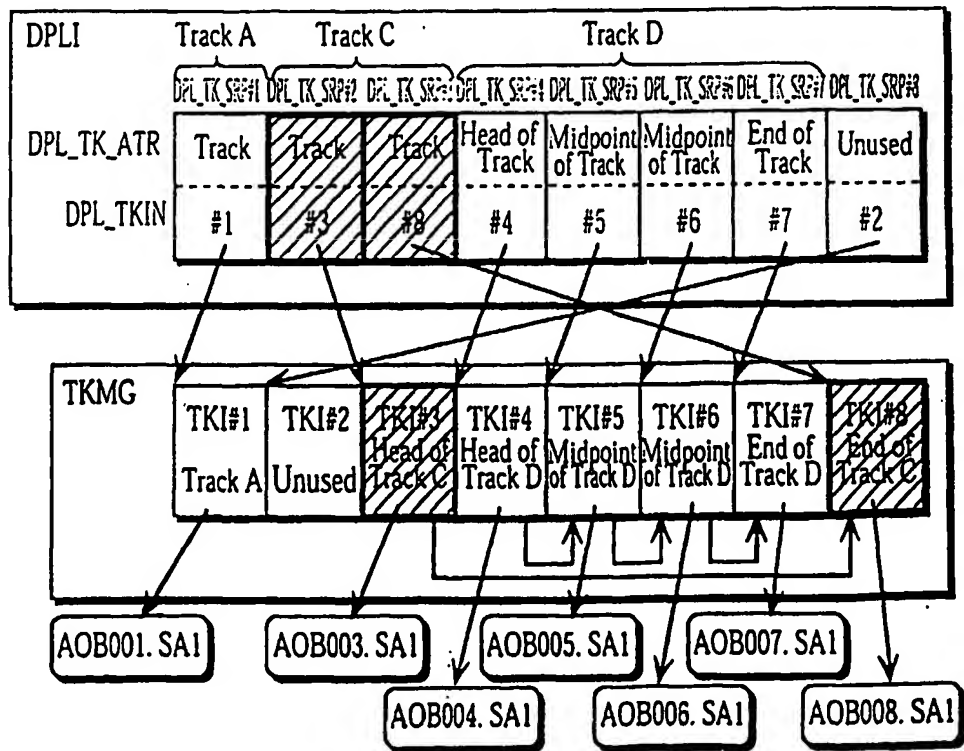 DPLI Track A Track C Track D
DPL_TK_SRP#1 DPL_TK_SRP#2 DPL_TK_SRP#3 DPL_TK_SRP#4 DPL_TK_SRP#5 DPL_TK_SRP#6 DPL_TK_SRP#7 DPL_TK_SRP#8
DPL_TK_ATR Track Track Track Head of Track Midpoint of Track Midpoint of Track End of Track Unused
DPL_TKIN #1 #3 #8 #4 #5 #6 #7 #2
TKMG
TKI#1 TKI#2 TKI#3 TKI#4 TKI#5 TKI#6 TKI#7 TKI#8
Track A Unused Head of Track C Head of Track D Midpoint of Track D Midpoint of Track D End of Track D End of Track C
AOB001. SA1 AOB003. SA1 AOB005. SA1 AOB007. SA1
AOB004. SA1 AOB006. SA1 AOB008. SA1